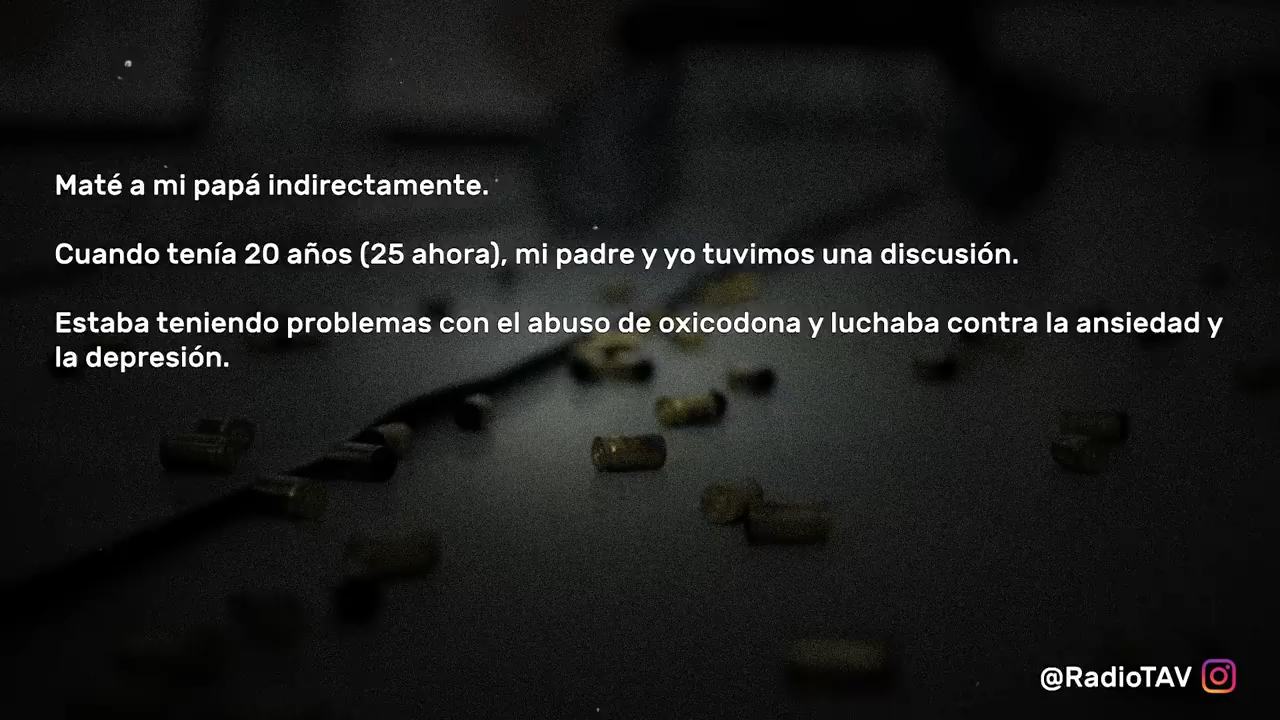 Maté a mi papá indirectamente.
Cuando tenía 20 años (25 ahora), mi padre y yo tuvimos una discusión.
Estaba teniendo problemas con el abuso de oxicodona y luchaba contra la ansiedad y
la depresión.
@RadioTAV